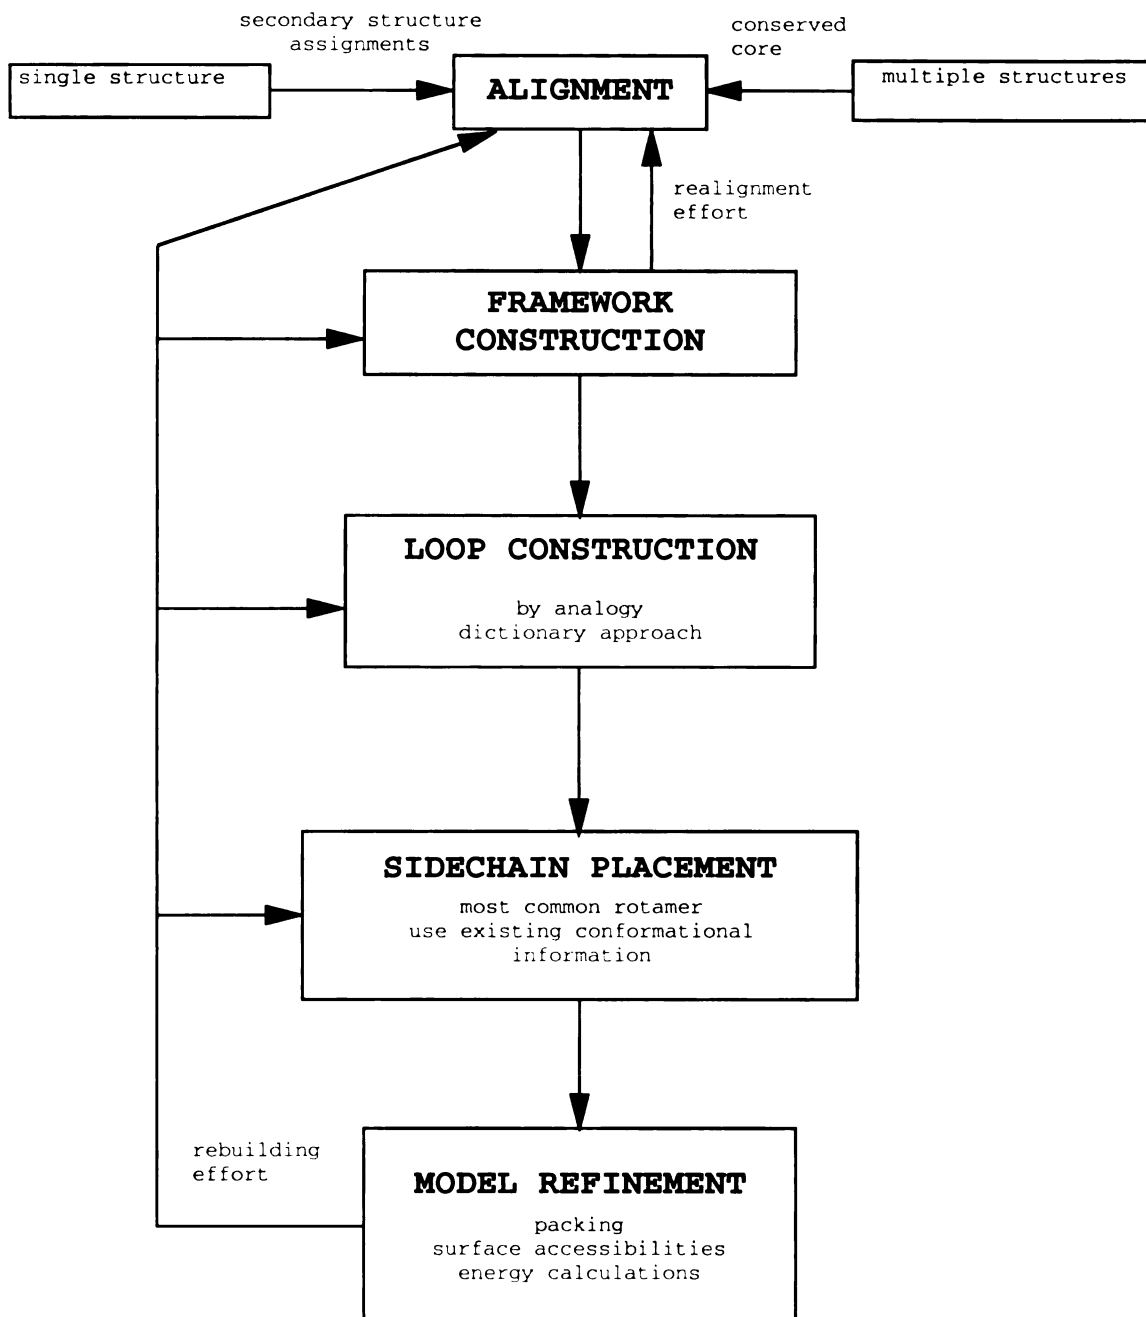 secondary structure
assignments
conserved
core
single structure
ALIGNMENT
multiple structures
realignment
effort
FRAMEWORK
CONSTRUCTION
LOOP CONSTRUCTION
by analogy
dictionary approach
SIDECHAIN PLACEMENT
most common rotamer
use existing conformational
information
rebuilding
effort
MODEL REFINEMENT
packing
surface accessibilities
energy calculations